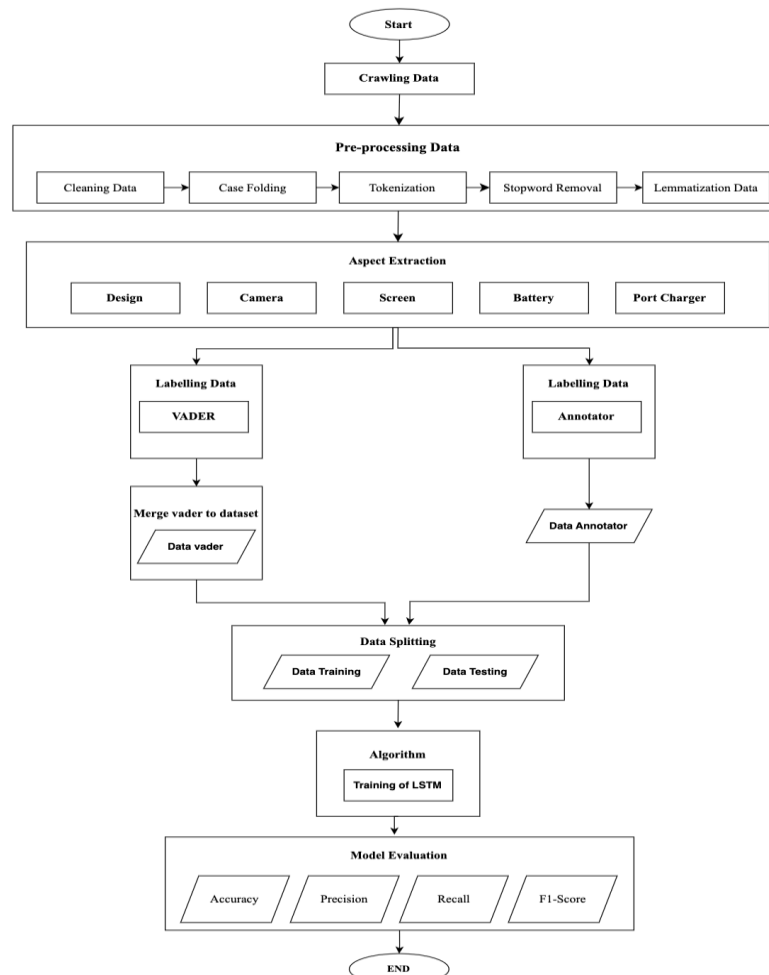 Start
Crawling Data
Pre-processing Data
Cleaning Data
Case Folding
Tokenization
Stopword Removal
Lemmatization Data
Aspect Extraction
Design
Camera
Screen
Battery
Port Charger
Labelling Data
VADER
Labelling Data
Annotator
Merge vader to dataset
Data vader
Data Annotator
Data Splitting
Data Training
Data Testing
Algorithm
Training of LSTM
Model Evaluation
Accuracy
Precision
Recall
F1-Score
END